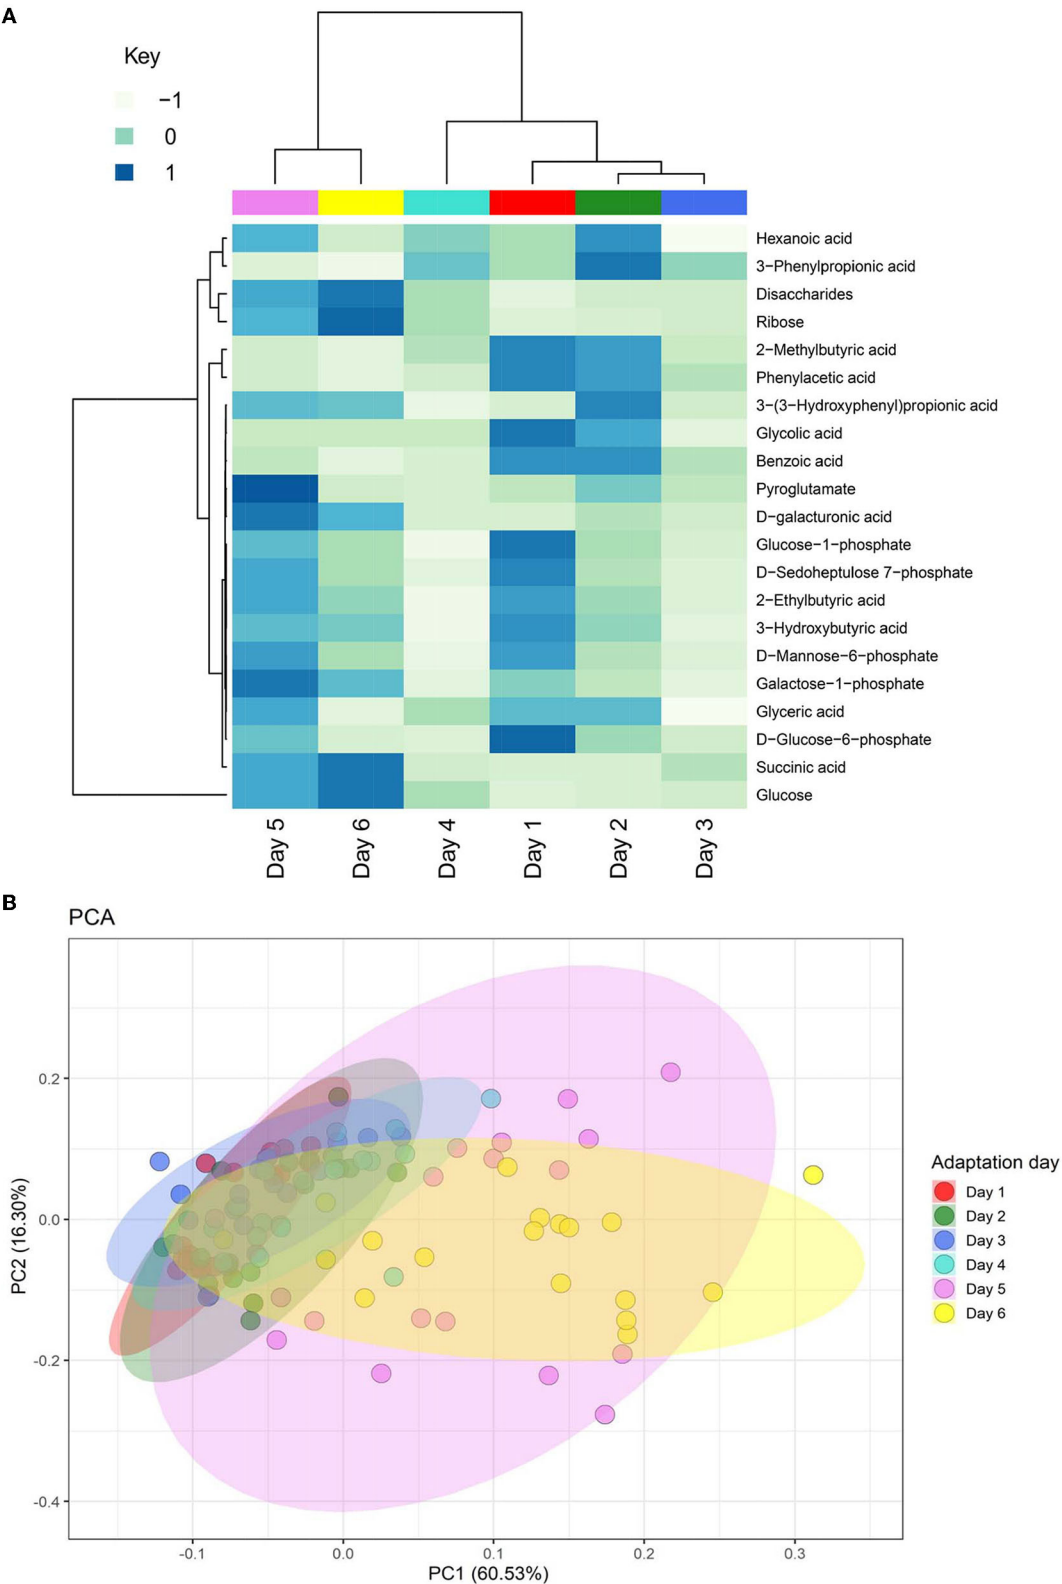 A
Key
−1
0
1
Hexanoic acid
3−Phenylpropionic acid
Disaccharides
Ribose
2−Methylbutyric acid
Phenylacetic acid
3−(3−Hydroxyphenyl)propionic acid
Glycolic acid
Benzoic acid
Pyroglutamate
D−galacturonic acid
Glucose−1−phosphate
D−Sedoheptulose 7−phosphate
2−Ethylbutyric acid
3−Hydroxybutyric acid
D−Mannose−6−phosphate
Galactose−1−phosphate
Glyceric acid
D−Glucose−6−phosphate
Succinic acid
Glucose
Day 5 Day 6 Day 4 Day 1 Day 2 Day 3
B
PCA
0.2
0.0
-0.2
-0.4
PC2 (16.30%)
-0.1 0.0 0.1 0.2 0.3
PC1 (60.53%)
Adaptation day
Day 1
Day 2
Day 3
Day 4
Day 5
Day 6